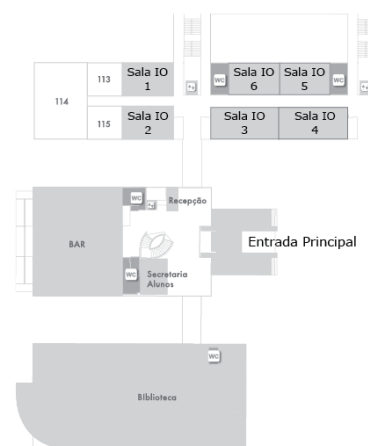 113
Sala IO
1
WC
Sala IO
6
Sala IO
5
WC
114
115
Sala IO
2
Sala IO
3
Sala IO
4
WC
Recepção
BAR
Entrada Principal
WC
Secretaria
Alunos
WC
Biblioteca